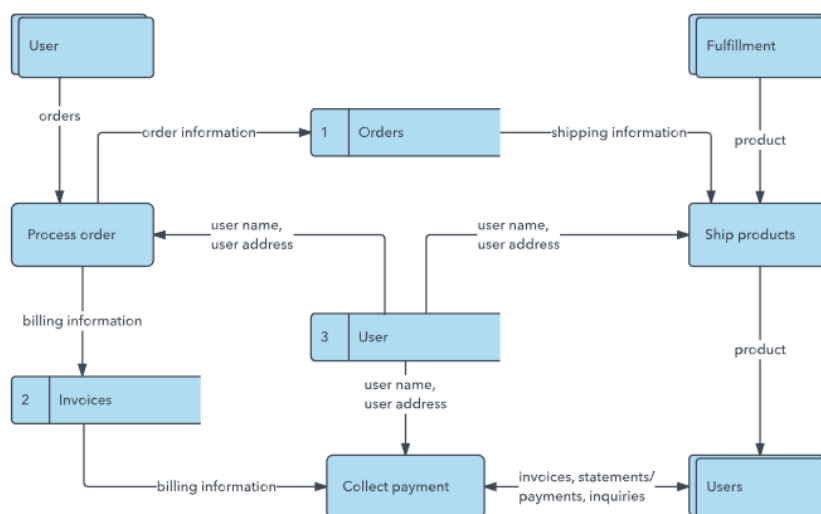 User
Fulfillment
orders
order information
1
Orders
shipping information
product
Process order
user name,
user address
user name,
user address
Ship products
billing information
3
User
product
2
Invoices
user name,
user address
billing information
Collect payment
invoices, statements/
payments, inquiries
Users